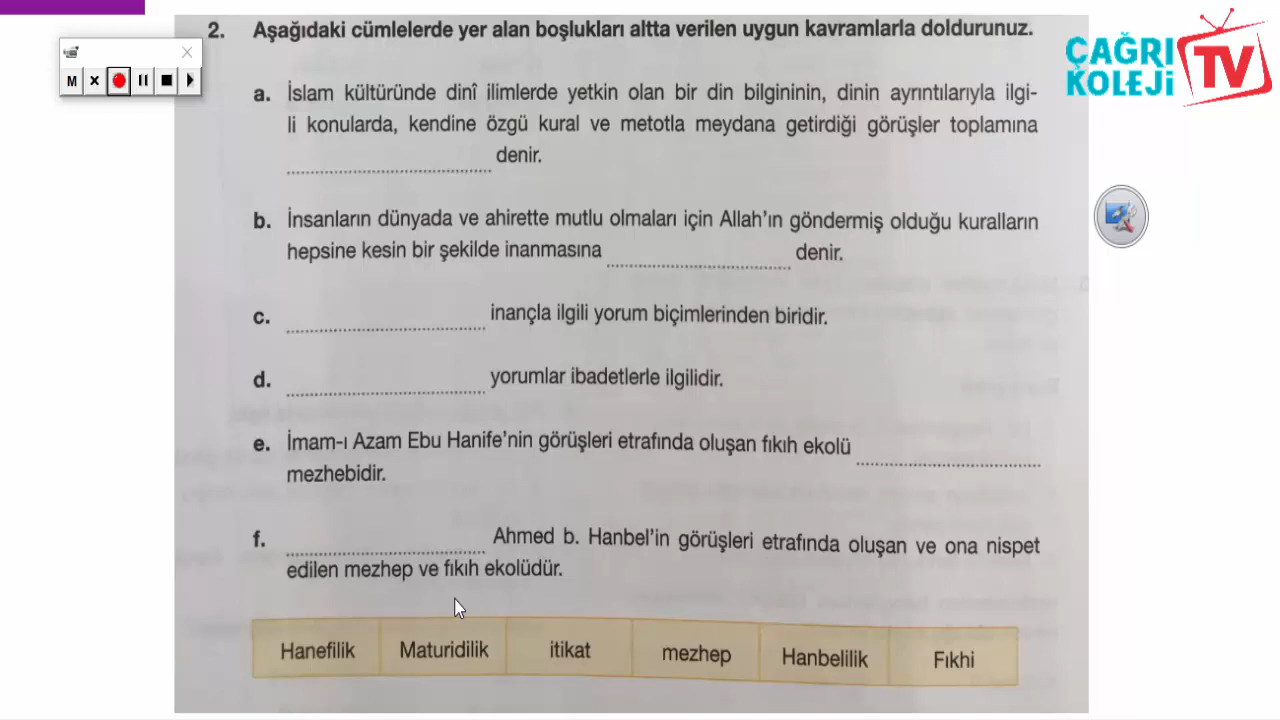 2. Aşağıdaki cümlelerde yer alan boşlukları altta verilen uygun kavramlarla doldurunuz.
ÇAĞRI
KOLEJİ
TV
M
a. İslam kültüründe dinî ilimlerde yetkin olan bir din bilgininin, dinin ayrıntılarıyla ilgi-
li konularda, kendine özgü kural ve metotla meydana getirdiği görüşler toplamına
.................................................. denir.
b. İnsanların dünyada ve ahirette mutlu olmaları için Allah'ın göndermiş olduğu kuralların
hepsine kesin bir şekilde inanmasına .................................................. denir.
c. .................................................. inançla ilgili yorum biçimlerinden biridir.
d. .................................................. yorumlar ibadetlerle ilgilidir.
e. İmam-ı Azam Ebu Hanife'nin görüşleri etrafında oluşan fıkıh ekolü ..................................................
mezhebidir.
f. .................................................. Ahmed b. Hanbel'in görüşleri etrafında oluşan ve ona nispet
edilen mezhep ve fıkıh ekolüdür.
Hanefilik Maturidilik itikat mezhep Hanbelilik Fıkhi